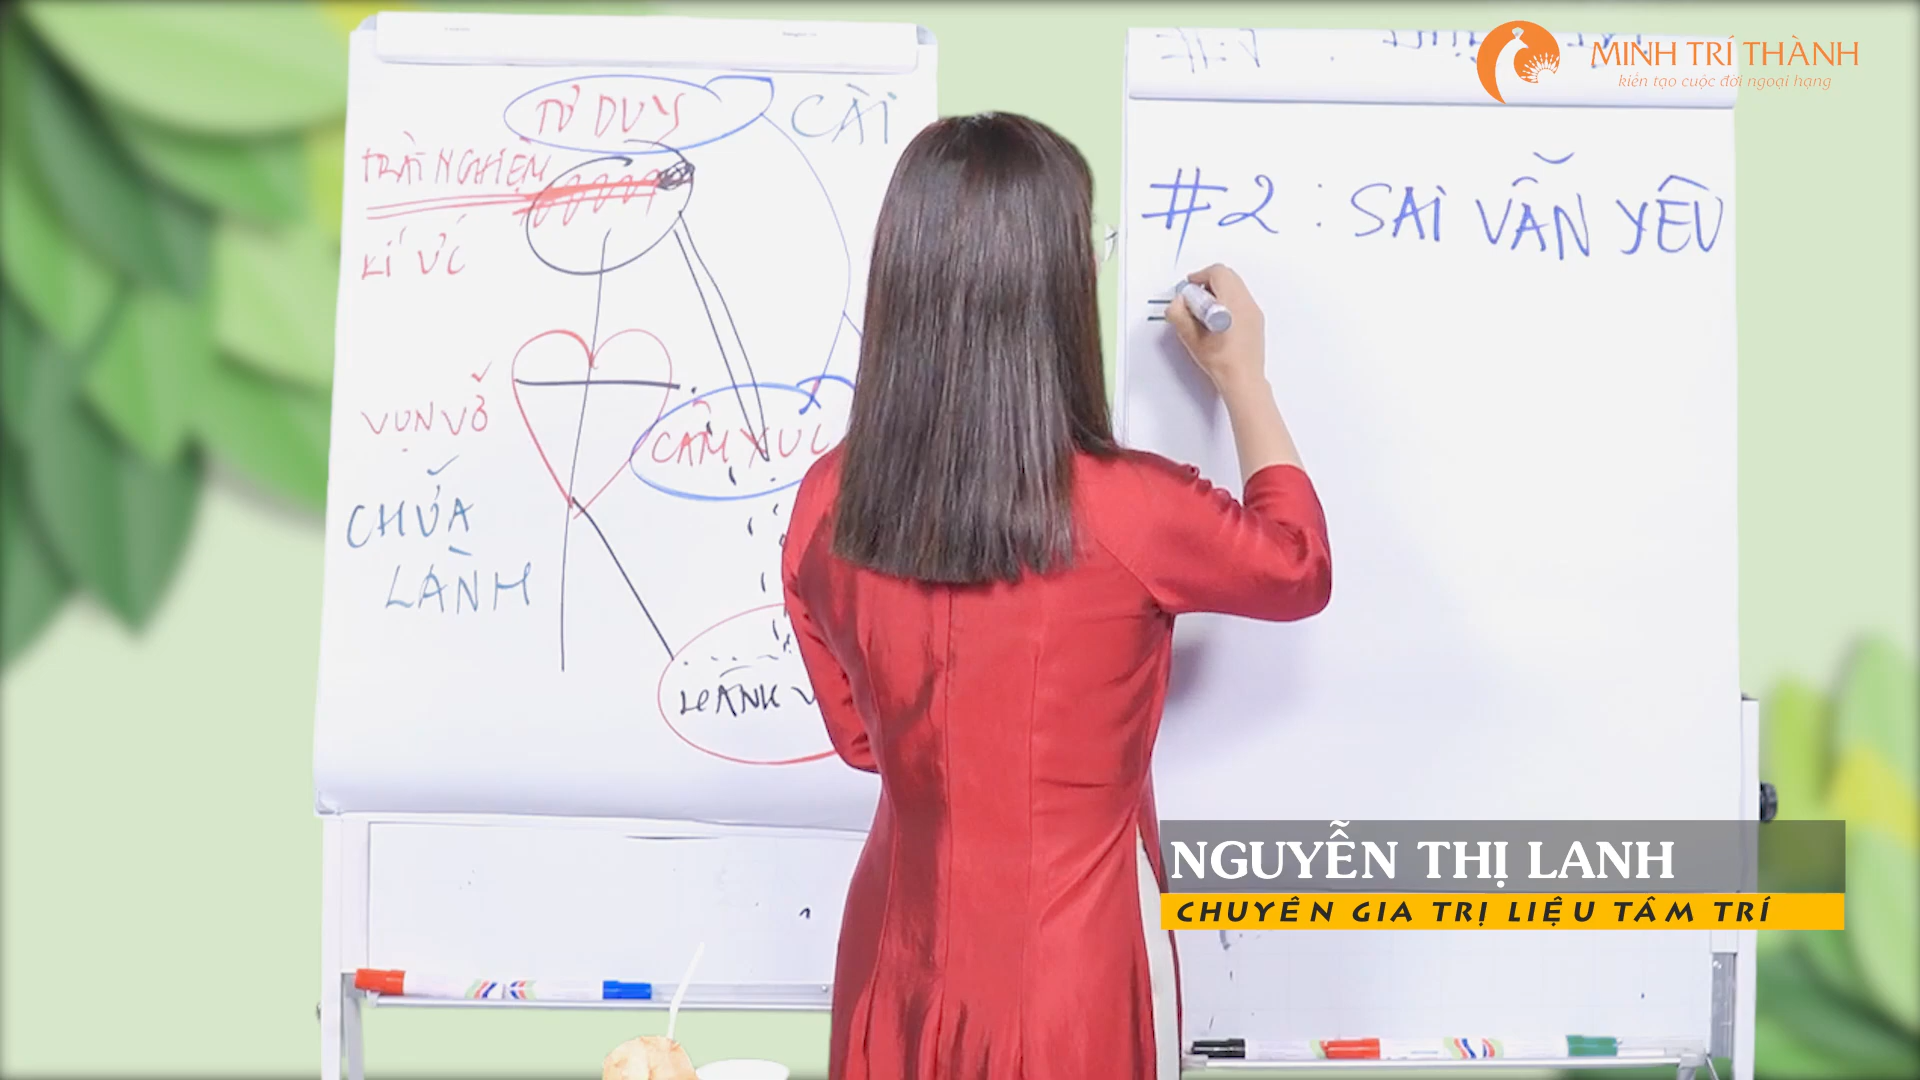 TƯ DUY
CÀI
TRẢI NGHIỆM
KÍ ỨC
VỤN VỠ
CẢM XÚC
CHỮA
LÀNH
HÀNH
MINH TRÍ THÀNH
kiến tạo cuộc đời ngoại hạng
#2 : SAI VẪN YÊU
NGUYỄN THỊ LANH
CHUYÊN GIA TRỊ LIỆU TÂM TRÍ